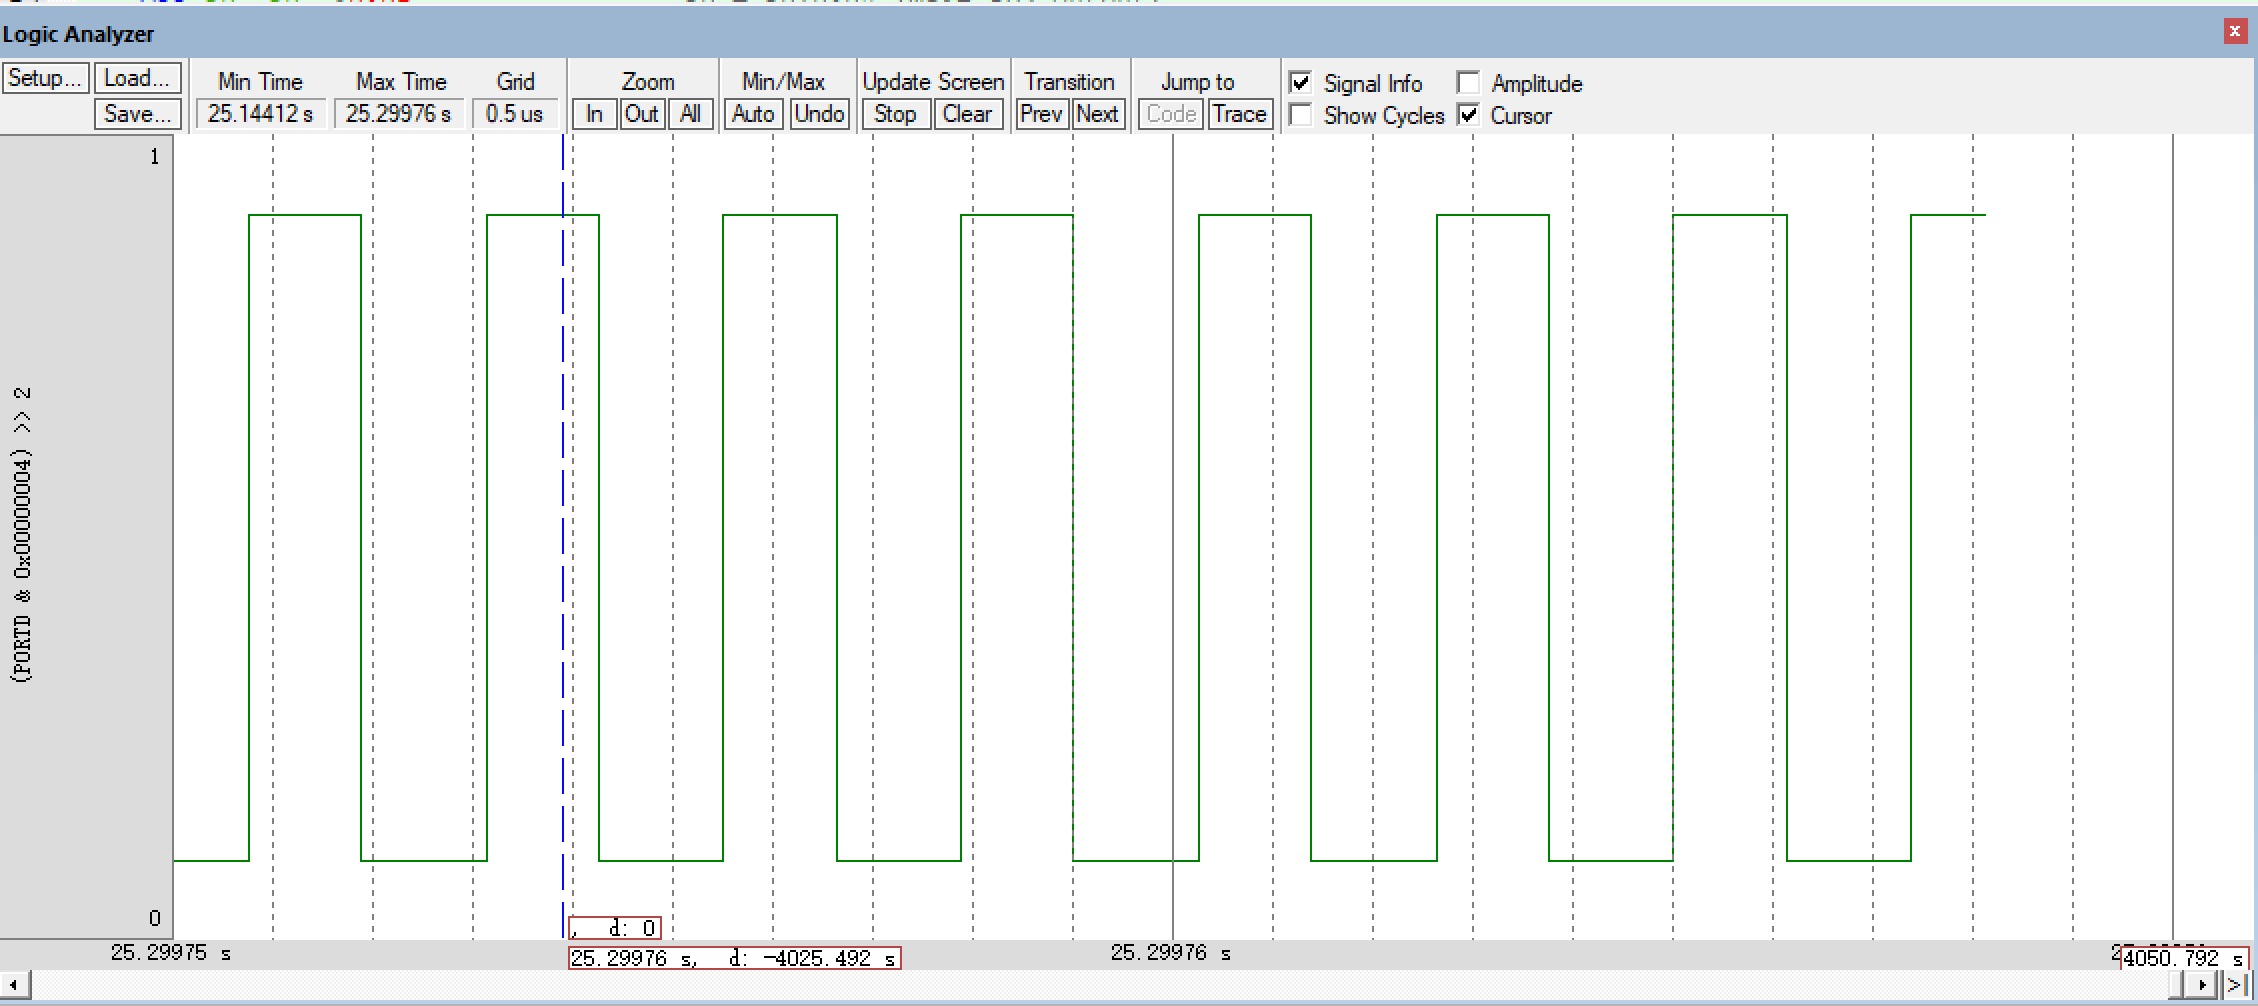 Logic Analyzer
Setup... Load... Min Time Max Time Grid Zoom Min/Max Update Screen Transition Jump to Signal Info Amplitude
Save... 25.14412 s 25.29976 s 0.5 us In Out All Auto Undo Stop Clear Prev Next Code Trace Show Cycles Cursor
1
(PORTD & 0x00000004) >> 2
0
, d: 0
25.29975 s 25.29976 s, d: -4025.492 s 25.29976 s 4050.792 s